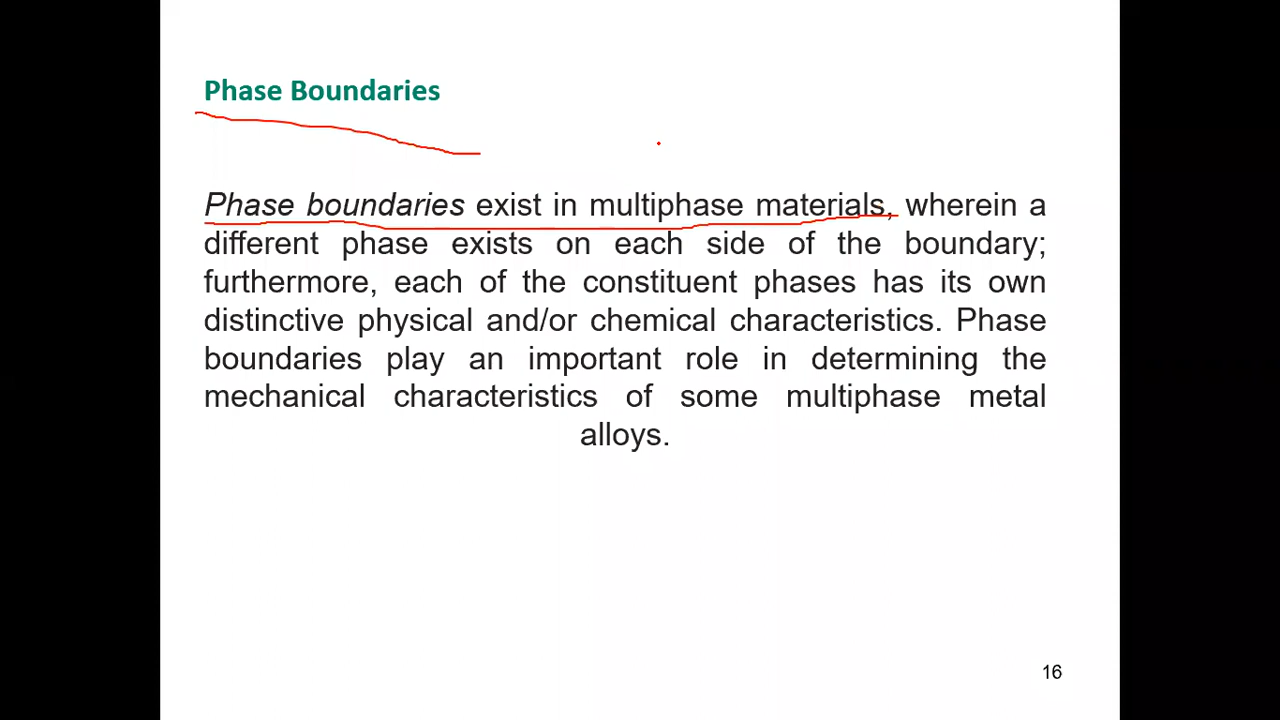 Phase Boundaries
Phase boundaries exist in multiphase materials, wherein a
different phase exists on each side of the boundary;
furthermore, each of the constituent phases has its own
distinctive physical and/or chemical characteristics. Phase
boundaries play an important role in determining the
mechanical characteristics of some multiphase metal
alloys.
16